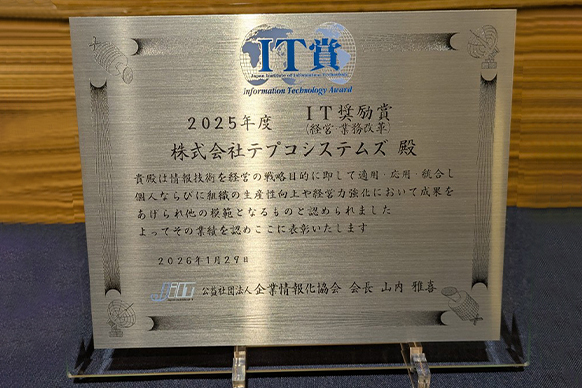 IT賞
Japan Institute of Information Technology
information Technology Award
2025年度 IT奨励賞
(経営・業務改革)
株式会社テプコシステムズ 殿
貴殿は情報技術を経営の戦略目的に即して適用・応用・統合し
個人ならびに組織の生産性向上や経営力強化において成果を
あげられ他の模範となるものと認められました
よってその業績を認めここに表彰いたします
2026年1月29日
JiIT 公益社団法人 企業情報化協会 会長 山内 雅喜